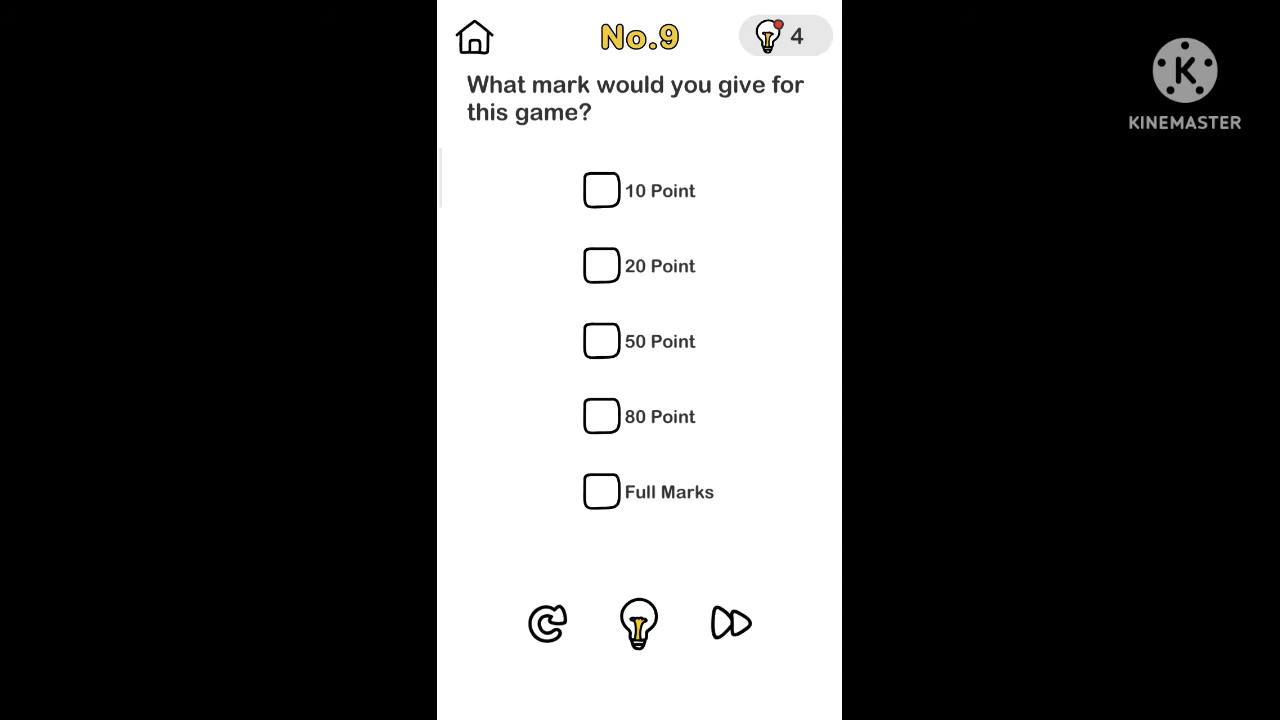 No.9
4
What mark would you give for
this game?
10 Point
20 Point
50 Point
80 Point
Full Marks
K
KINEMASTER